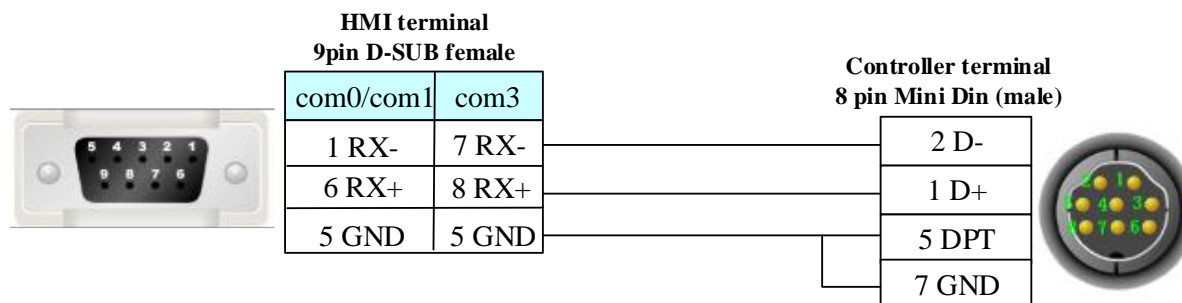 HMI terminal
9pin D-SUB female
com0/com1 com3
1 RX- 7 RX-
6 RX+ 8 RX+
5 GND 5 GND
Controller terminal
8 pin Mini Din (male)
2 D-
1 D+
5 DPT
7 GND
5 4 3 2 1
9 8 7 6
2 1
5 4 3
8 7 6